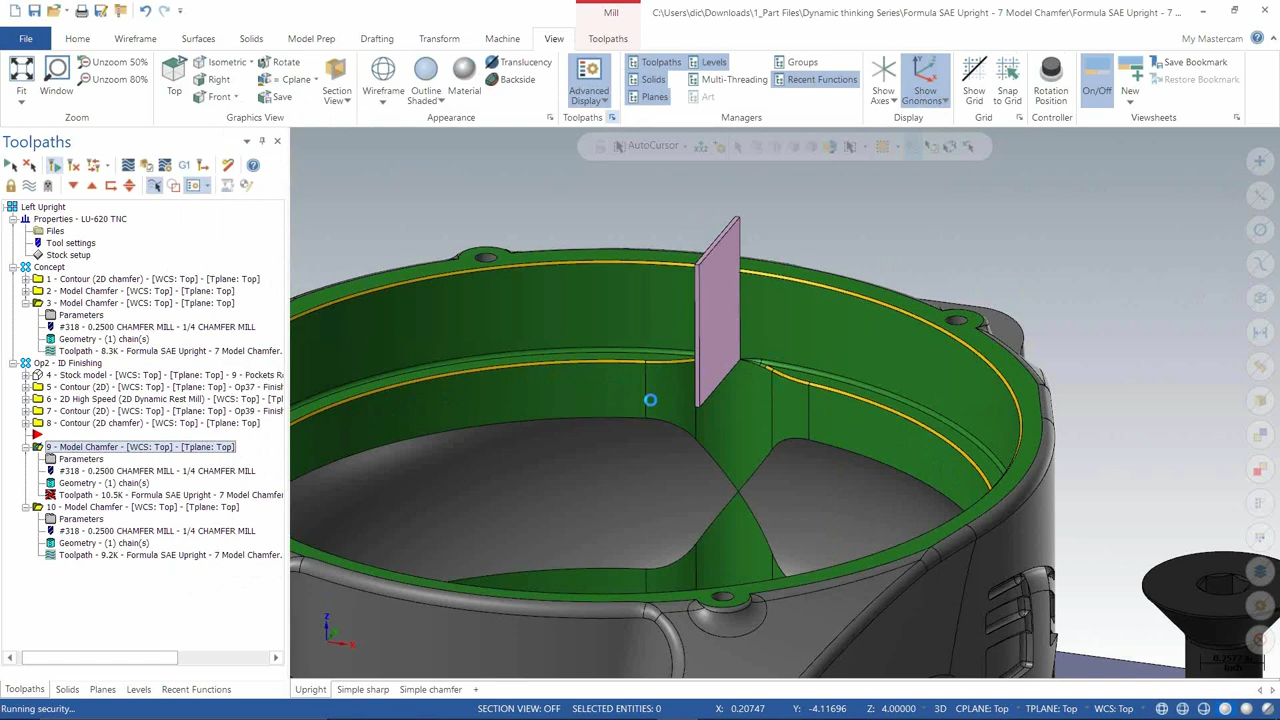 Mill
C:\Users\dic\Downloads\1_Part Files\Dynamic thinking Series\Formula SAE Upright - 7 Model Chamfer\Formula SAE Upright - 7 ...
File
Home
Wireframe
Surfaces
Solids
Model Prep
Drafting
Transform
Machine
View
Toolpaths
My Mastercam
Fit
Window
Unzoom 50%
Unzoom 80%
Zoom
Top
Isometric
Right
Front
Rotate
= Cplane
Save
Section View
Graphics View
Wireframe
Outline Shaded
Material
Translucency
Backside
Appearance
Advanced Display
Toolpaths
Toolpaths
Solids
Planes
Levels
Multi-Threading
Art
Groups
Recent Functions
Managers
Show Axes
Show Gnomons
Display
Show Grid
Snap to Grid
Grid
Rotation Position
Controller
On/Off
New
Save Bookmark
Restore Bookmark
Viewsheets
Toolpaths
G1
AutoCursor
Left Upright
Properties - LU-620 TNC
Files
Tool settings
Stock setup
Concept
1 - Contour (2D chamfer) - [WCS: Top] - [Tplane: Top]
2 - Model Chamfer - [WCS: Top] - [Tplane: Top]
3 - Model Chamfer - [WCS: Top] - [Tplane: Top]
Parameters
#318 - 0.2500 CHAMFER MILL - 1/4 CHAMFER MILL
Geometry - (1) chain(s)
Toolpath - 8.3K - Formula SAE Upright - 7 Model Chamfer.
Op2 - ID Finishing
4 - Stock model - [WCS: Top] - [Tplane: Top] - 9 - Pockets R
5 - Contour (2D) - [WCS: Top] - [Tplane: Top] - Op37 - Finish
6 - 2D High Speed (2D Dynamic Rest Mill) - [WCS: Top] - [Tpl
7 - Contour (2D) - [WCS: Top] - [Tplane: Top] - Op39 - Finish
8 - Contour (2D chamfer) - [WCS: Top] - [Tplane: Top]
9 - Model Chamfer - [WCS: Top] - [Tplane: Top]
Parameters
#318 - 0.2500 CHAMFER MILL - 1/4 CHAMFER MILL
Geometry - (1) chain(s)
Toolpath - 10.5K - Formula SAE Upright - 7 Model Chamfe
10 - Model Chamfer - [WCS: Top] - [Tplane: Top]
Parameters
#318 - 0.2500 CHAMFER MILL - 1/4 CHAMFER MILL
Geometry - (1) chain(s)
Toolpath - 9.2K - Formula SAE Upright - 7 Model Chamfer.
Z
X
Toolpaths
Solids
Planes
Levels
Recent Functions
Upright
Simple sharp
Simple chamfer
+
Running security...
SECTION VIEW: OFF
SELECTED ENTITIES: 0
X: 0.20747
Y: -4.11696
Z: 4.00000
3D
CPLANE: Top
TPLANE: Top
WCS: Top